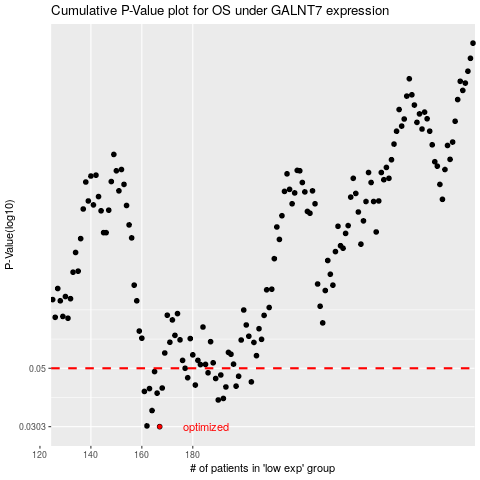 Cumulative P-Value plot for OS under GALNT7 expression
P-Value(log10)
0.05
0.0303
optimized
120 140 160 180
# of patients in 'low exp' group